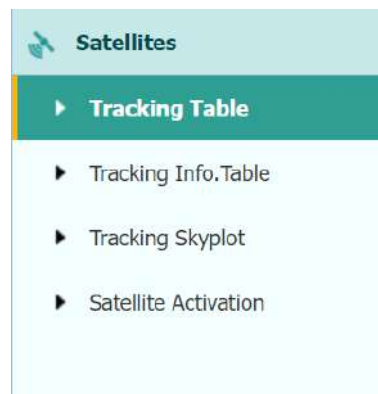 Satellites
Tracking Table
Tracking Info.Table
Tracking Skyplot
Satellite Activation